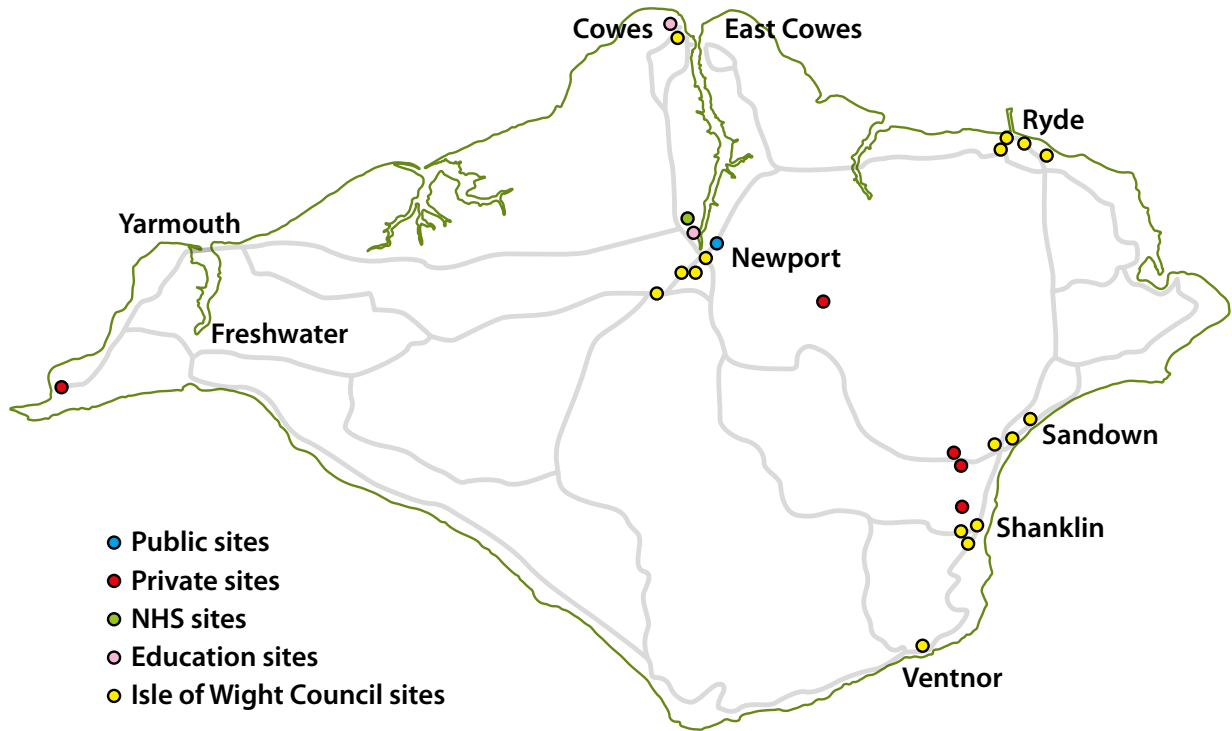 Cowes
East Cowes
Ryde
Yarmouth
Newport
Freshwater
Sandown
Shanklin
Ventnor
Public sites
Private sites
NHS sites
Education sites
Isle of Wight Council sites